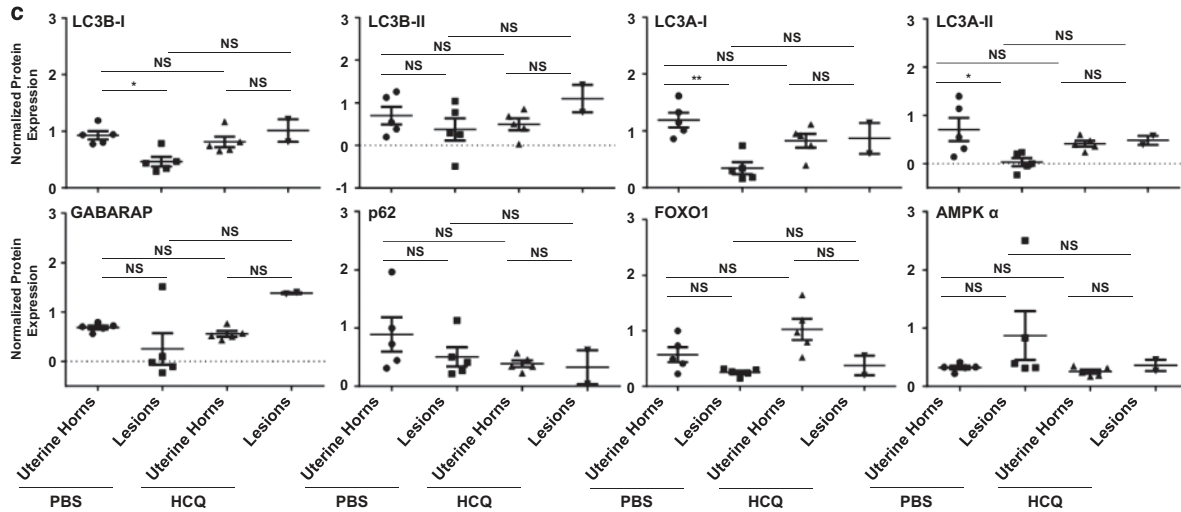 c
LC3B-I
LC3B-II
LC3A-I
LC3A-II
Normalized Protein
Expression
3
2
1
0
NS
NS
*
NS
3
2
1
0
-1
NS
NS
NS
NS
3
2
1
0
NS
NS
**
NS
3
2
1
0
NS
NS
*
NS
GABARAP
p62
FOXO1
AMPK α
Normalized Protein
Expression
3
2
1
0
NS
NS
NS
NS
3
2
1
0
NS
NS
NS
NS
3
2
1
0
NS
NS
NS
NS
3
2
1
0
NS
NS
NS
NS
Uterine Horns
Lesions
Uterine Horns
Lesions
Uterine Horns
Lesions
Uterine Horns
Lesions
Uterine Horns
Lesions
Uterine Horns
Lesions
Uterine Horns
Lesions
Uterine Horns
Lesions
PBS
HCQ
PBS
HCQ
PBS
HCQ
PBS
HCQ